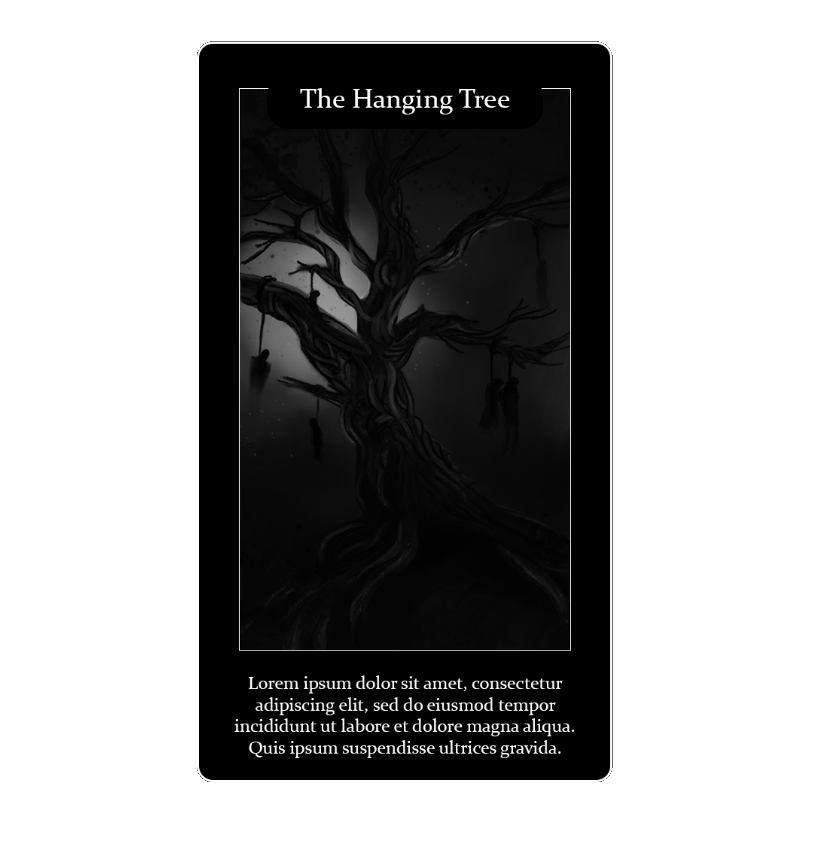 The Hanging Tree
Lorem ipsum dolor sit amet, consectetur
adipiscing elit, sed do eiusmod tempor
incididunt ut labore et dolore magna aliqua.
Quis ipsum suspendisse ultrices gravida.